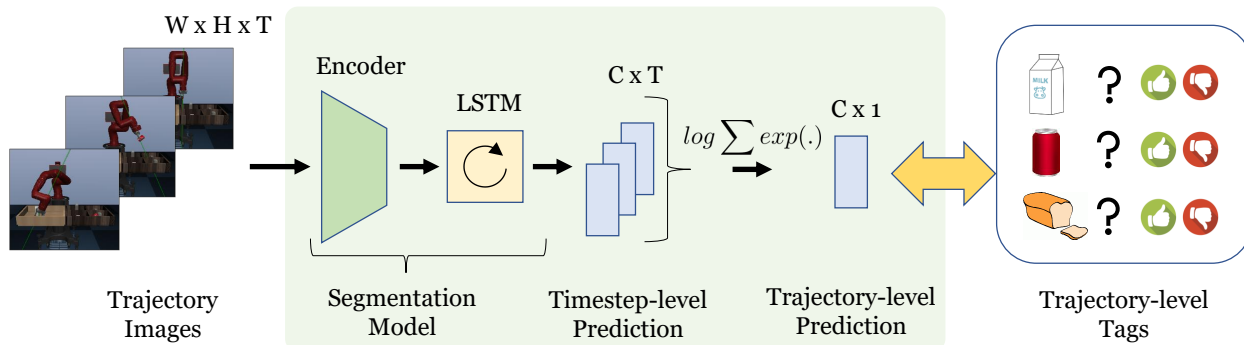 W x H x T
Encoder
LSTM
C x T
log ∑ exp(.)
C x 1
MILK
?
?
?
Trajectory
Images
Segmentation
Model
Timestep-level
Prediction
Trajectory-level
Prediction
Trajectory-level
Tags